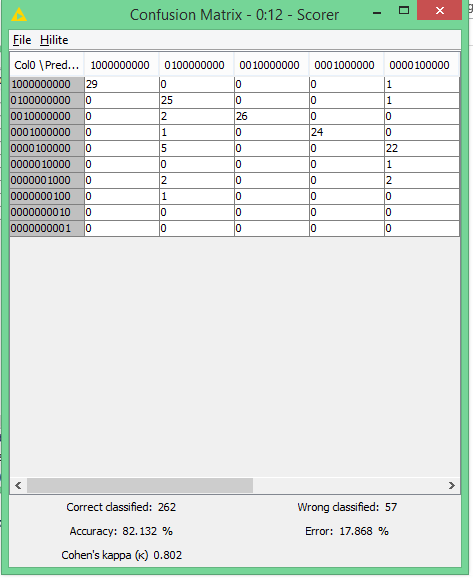 Confusion Matrix - 0:12 - Scorer
File Hilite
Col0 \Pred... 1000000000 0100000000 0010000000 0001000000 0000100000
1000000000 29 0 0 0 1
0100000000 0 25 0 0 1
0010000000 0 2 26 0 0
0001000000 0 1 0 24 0
0000100000 0 5 0 0 22
0000010000 0 0 0 0 1
0000001000 0 2 0 0 2
0000000100 0 1 0 0 0
0000000010 0 0 0 0 0
0000000001 0 0 0 0 0
Correct classified: 262 Wrong classified: 57
Accuracy: 82.132 % Error: 17.868 %
Cohen's kappa (κ) 0.802